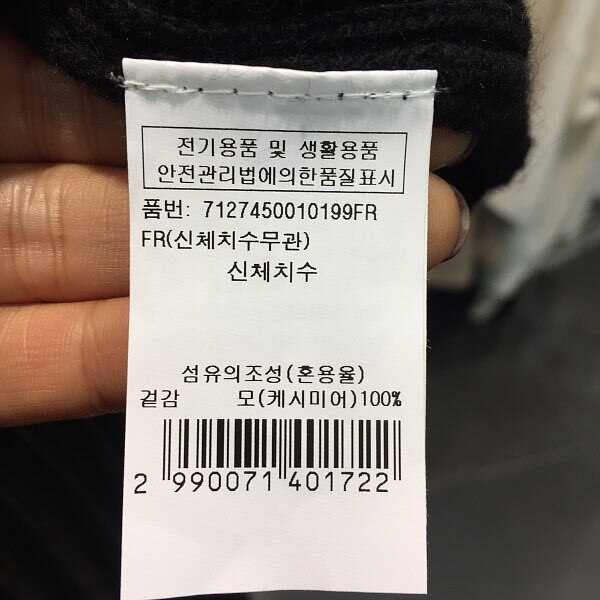 전기용품 및 생활용품
안전관리법에의한품질표시
품번: 7127450010199FR
FR(신체치수무관)
신체치수
섬유의조성(혼용율)
겉감 모(케시미어)100%
2 990071 401722